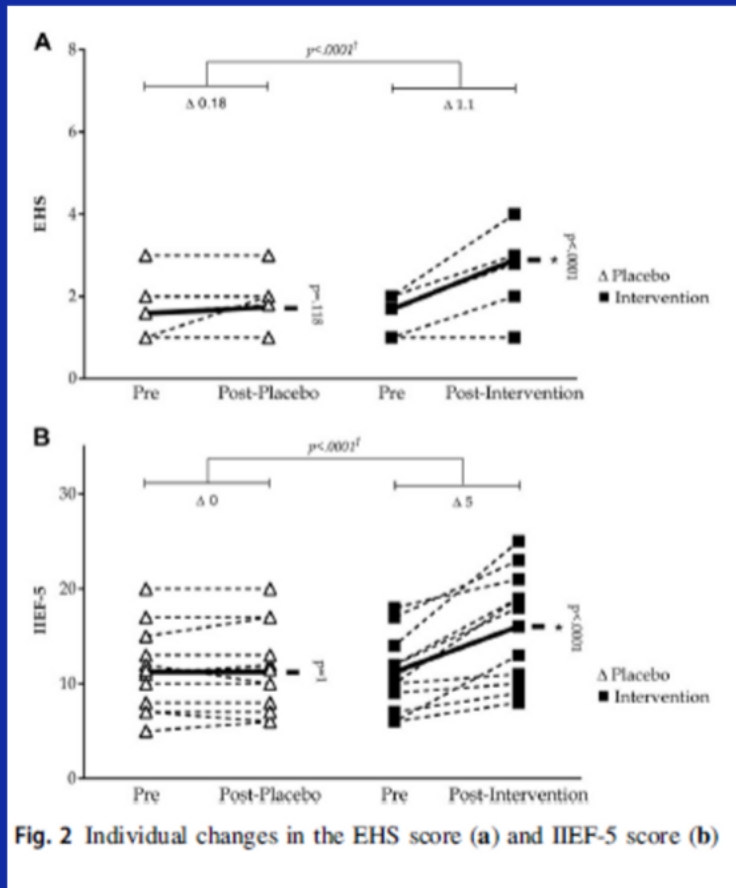 A
p<.0001†
8
Δ 0.18
Δ 1.1
6
EHS
4
p<.0001
*
Δ Placebo
■ Intervention
2
p=.118
0
Pre Post-Placebo Pre Post-Intervention
B
p<.0001†
30
Δ 0
Δ 5
IIEF-5
20
p<.0001
*
p=1
Δ Placebo
■ Intervention
10
0
Pre Post-Placebo Pre Post-Intervention
Fig. 2 Individual changes in the EHS score (a) and IIEF-5 score (b)